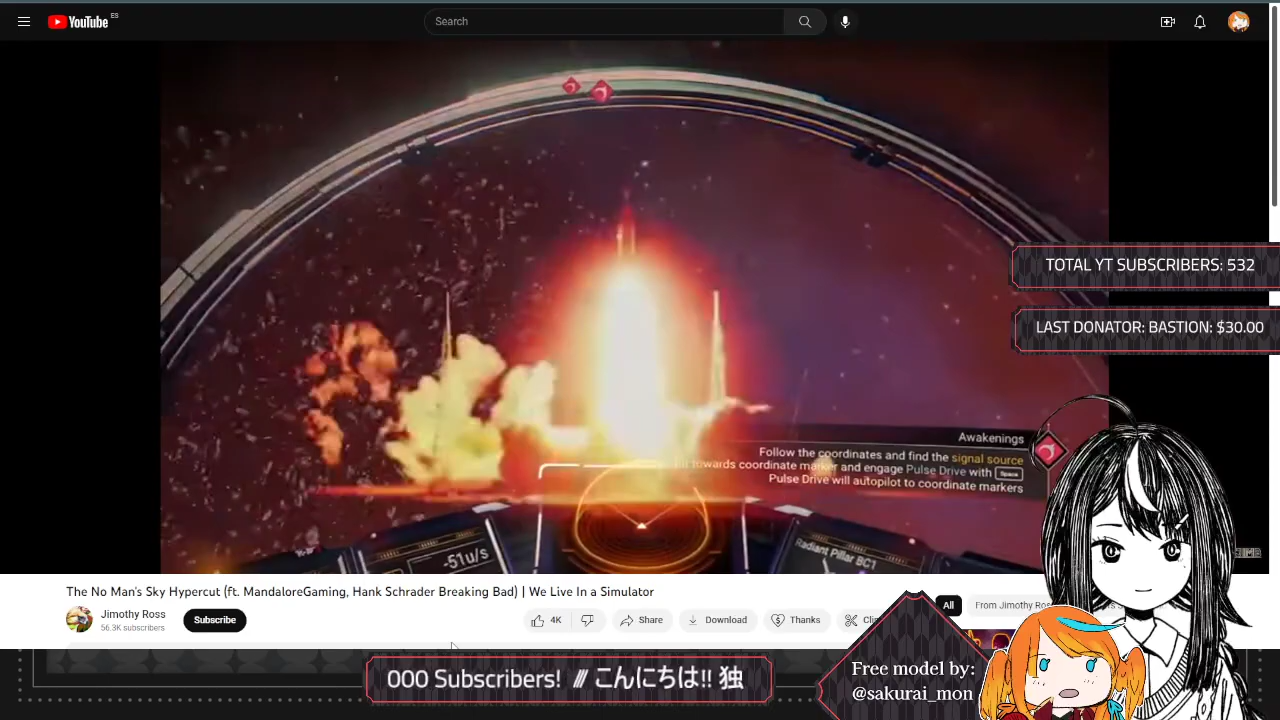 YouTube ES
Search
TOTAL YT SUBSCRIBERS: 532
LAST DONATOR: BASTION: $30.00
Awakenings
Follow the coordinates and find the signal source
towards coordinate marker and engage Pulse Drive with Space
Pulse Drive will autopilot to coordinate markers
-51u/s
Radiant Pillar BC1
The No Man's Sky Hypercut (ft. MandaloreGaming, Hank Schrader Breaking Bad) | We Live In a Simulator
Jimothy Ross
56.3K subscribers
Subscribe
4K
Share
Download
Thanks
Cli
All
From Jimothy Ros
000 Subscribers! /// こんにちは!! 独
Free model by:
@sakurai_mon